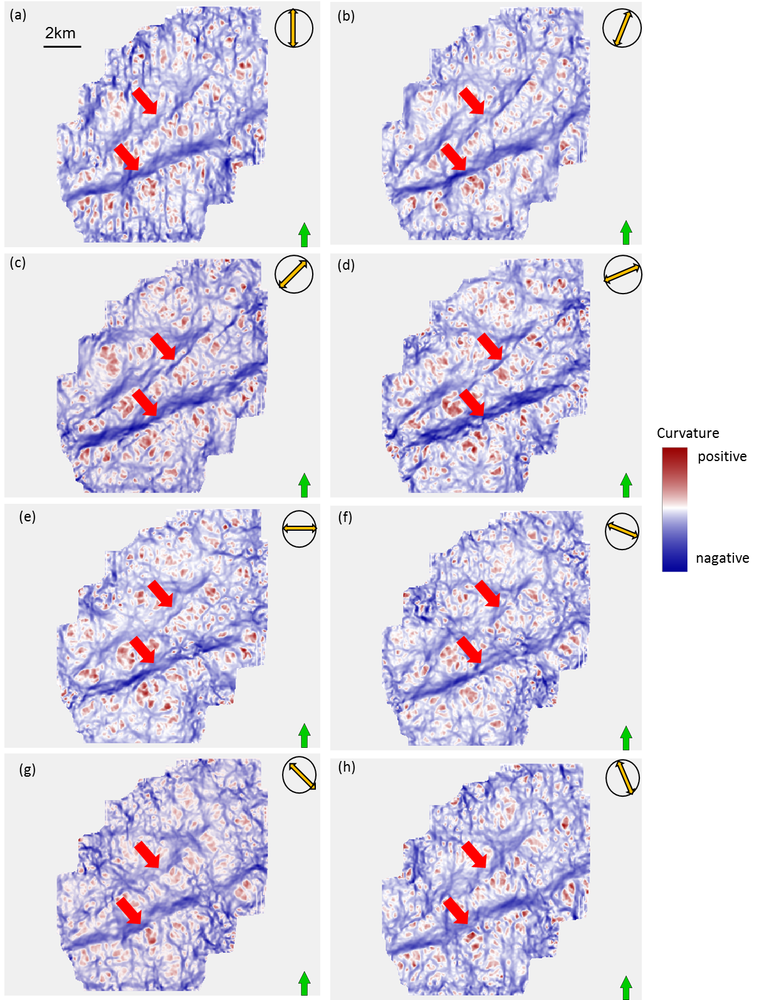 (a)
2km
(b)
(c)
(d)
Curvature
positive
nagative
(e)
(f)
(g)
(h)